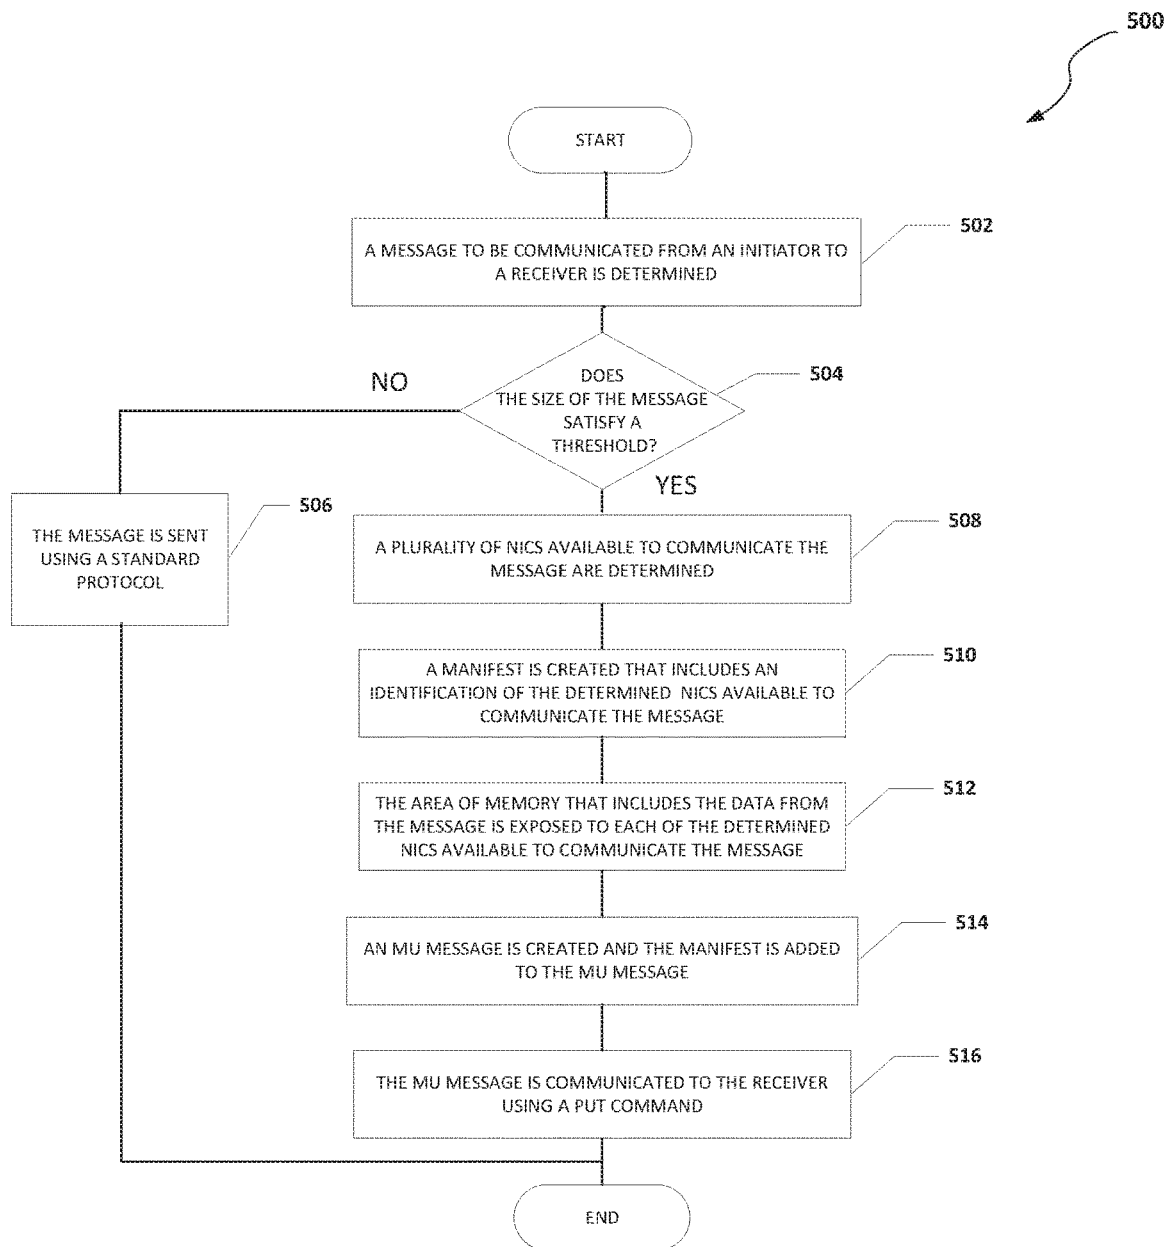 500
START
502
A MESSAGE TO BE COMMUNICATED FROM AN INITIATOR TO
A RECEIVER IS DETERMINED
504
DOES
THE SIZE OF THE MESSAGE
SATISFY A
THRESHOLD?
NO
YES
506
THE MESSAGE IS SENT
USING A STANDARD
PROTOCOL
508
A PLURALITY OF NICS AVAILABLE TO COMMUNICATE THE
MESSAGE ARE DETERMINED
510
A MANIFEST IS CREATED THAT INCLUDES AN
IDENTIFICATION OF THE DETERMINED NICS AVAILABLE TO
COMMUNICATE THE MESSAGE
512
THE AREA OF MEMORY THAT INCLUDES THE DATA FROM
THE MESSAGE IS EXPOSED TO EACH OF THE DETERMINED
NICS AVAILABLE TO COMMUNICATE THE MESSAGE
514
AN MU MESSAGE IS CREATED AND THE MANIFEST IS ADDED
TO THE MU MESSAGE
516
THE MU MESSAGE IS COMMUNICATED TO THE RECEIVER
USING A PUT COMMAND
END